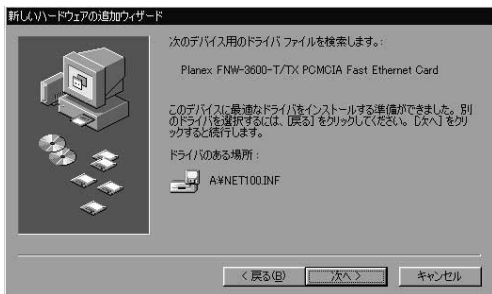 新しいハードウェアの追加ウィザード
次のデバイス用のドライバ ファイルを検索します。:
Planex FNW-3600-T/TX PCMCIA Fast Ethernet Card
このデバイスに最適なドライバをインストールする準備ができました。別
のドライバを選択するには、[戻る] をクリックしてください。[次へ] をクリ
ックすると続行します。
ドライバのある場所:
A¥NET100.INF
< 戻る(B)
次へ >
キャンセル